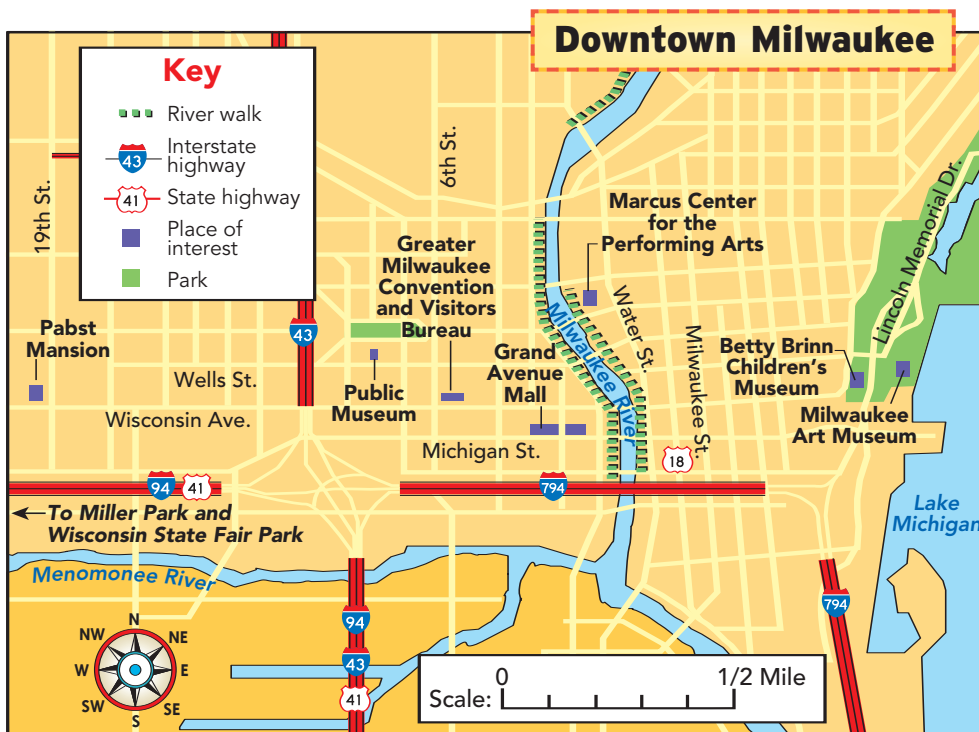 Downtown Milwaukee
Key
River walk
43
Interstate
highway
41
State highway
Place of
interest
Park
19th St.
6th St.
Marcus Center
for the
Performing Arts
Greater
Milwaukee
Convention
and Visitors
Bureau
Lincoln Memorial Dr.
Pabst
Mansion
43
Milwaukee River
Water St.
Milwaukee St.
Grand
Avenue
Mall
Betty Brinn
Children's
Museum
Wells St.
Public
Museum
Wisconsin Ave.
Milwaukee
Art Museum
Michigan St.
18
94
41
794
To Miller Park and
Wisconsin State Fair Park
Lake
Michigan
Menomonee River
94
43
41
794
N
NE
E
SE
S
SW
W
NW
Scale:
0
1/2 Mile